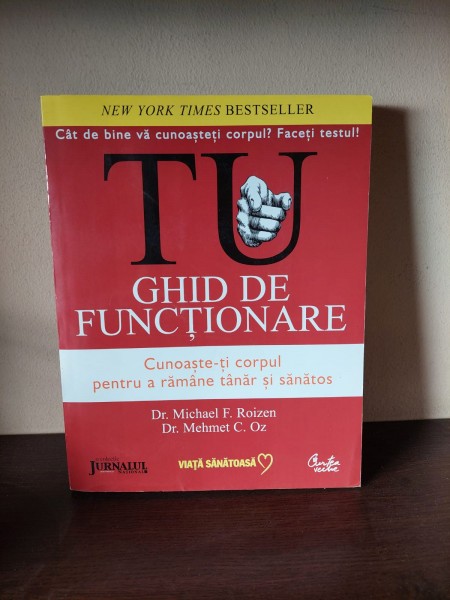 NEW YORK TIMES BESTSELLER
Cât de bine vă cunoașteți corpul? Faceți testul!
TU
GHID DE
FUNCȚIONARE
Cunoaște-ți corpul
pentru a rămâne tânăr și sănătos
Dr. Michael F. Roizen
Dr. Mehmet C. Oz
JURNALUL
NAȚIONAL
VIAȚĂ SĂNĂTOASĂ
Curtea
veche